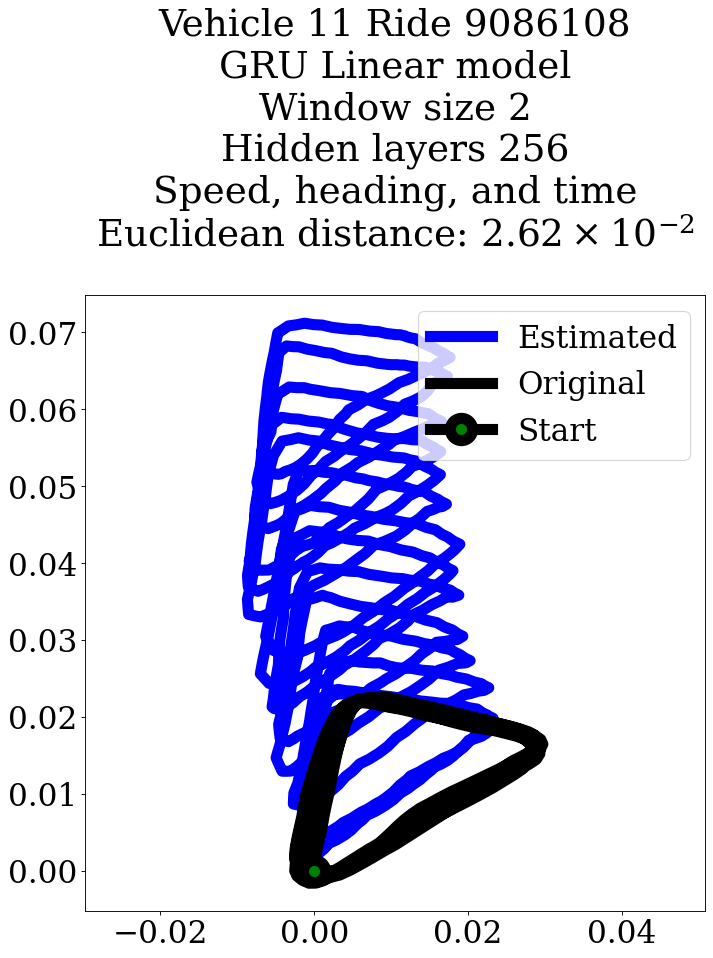 Vehicle 11 Ride 9086108
GRU Linear model
Window size 2
Hidden layers 256
Speed, heading, and time
Euclidean distance: 2.62 × 10⁻²
Estimated
Original
Start
0.07
0.06
0.05
0.04
0.03
0.02
0.01
0.00
−0.02 0.00 0.02 0.04